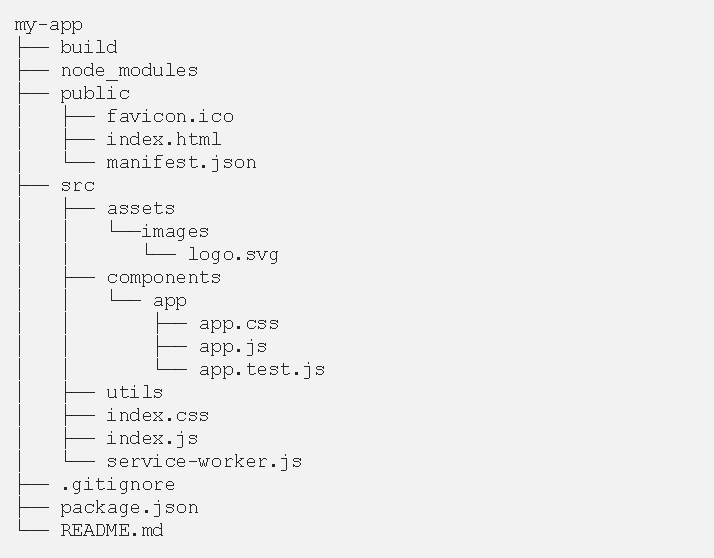 my-app
├── build
├── node_modules
├── public
│   ├── favicon.ico
│   ├── index.html
│   └── manifest.json
├── src
│   ├── assets
│   │   └──images
│   │      └── logo.svg
│   ├── components
│   │   └── app
│   │       ├── app.css
│   │       ├── app.js
│   │       └── app.test.js
│   ├── utils
│   ├── index.css
│   ├── index.js
│   └── service-worker.js
├── .gitignore
├── package.json
└── README.md